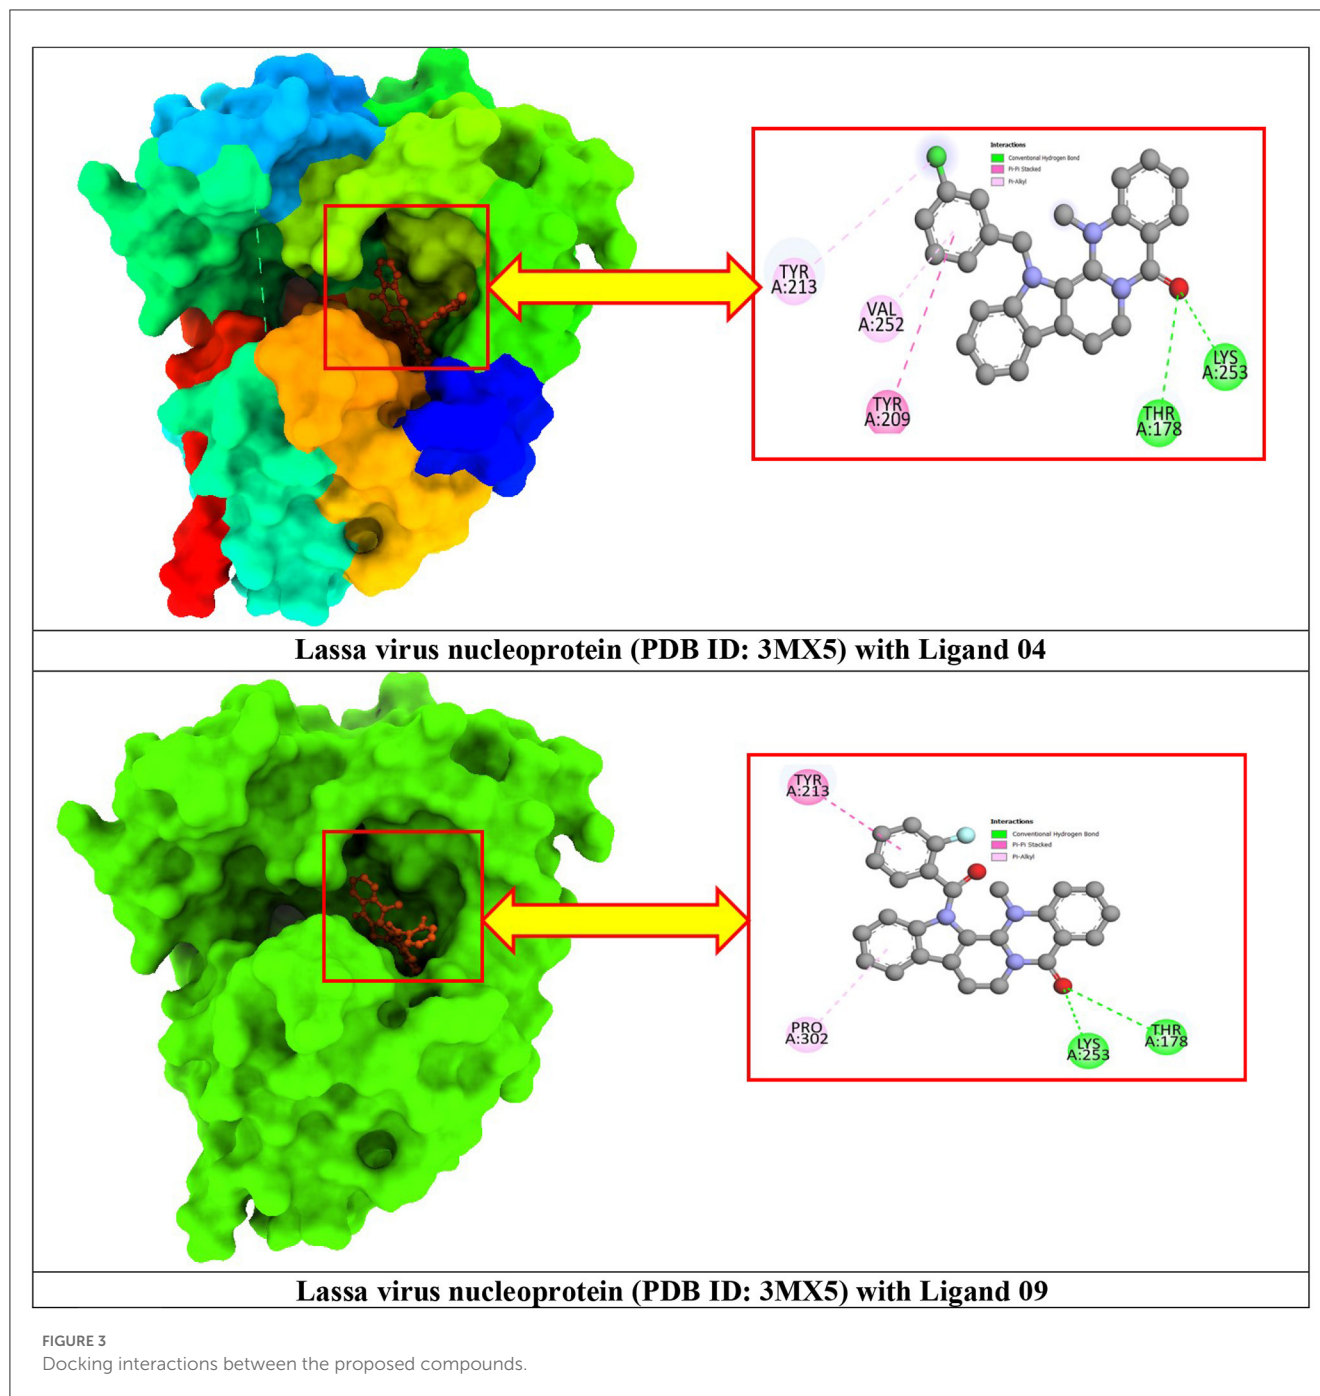 Interactions
Conventional Hydrogen Bond
Pi-Pi Stacked
Pi-Alkyl
TYR
A:213
VAL
A:252
TYR
A:209
LYS
A:253
THR
A:178
Lassa virus nucleoprotein (PDB ID: 3MX5) with Ligand 04
TYR
A:213
Interactions
Conventional Hydrogen Bond
Pi-Pi Stacked
Pi-Alkyl
PRO
A:302
LYS
A:253
THR
A:178
Lassa virus nucleoprotein (PDB ID: 3MX5) with Ligand 09
FIGURE 3
Docking interactions between the proposed compounds.